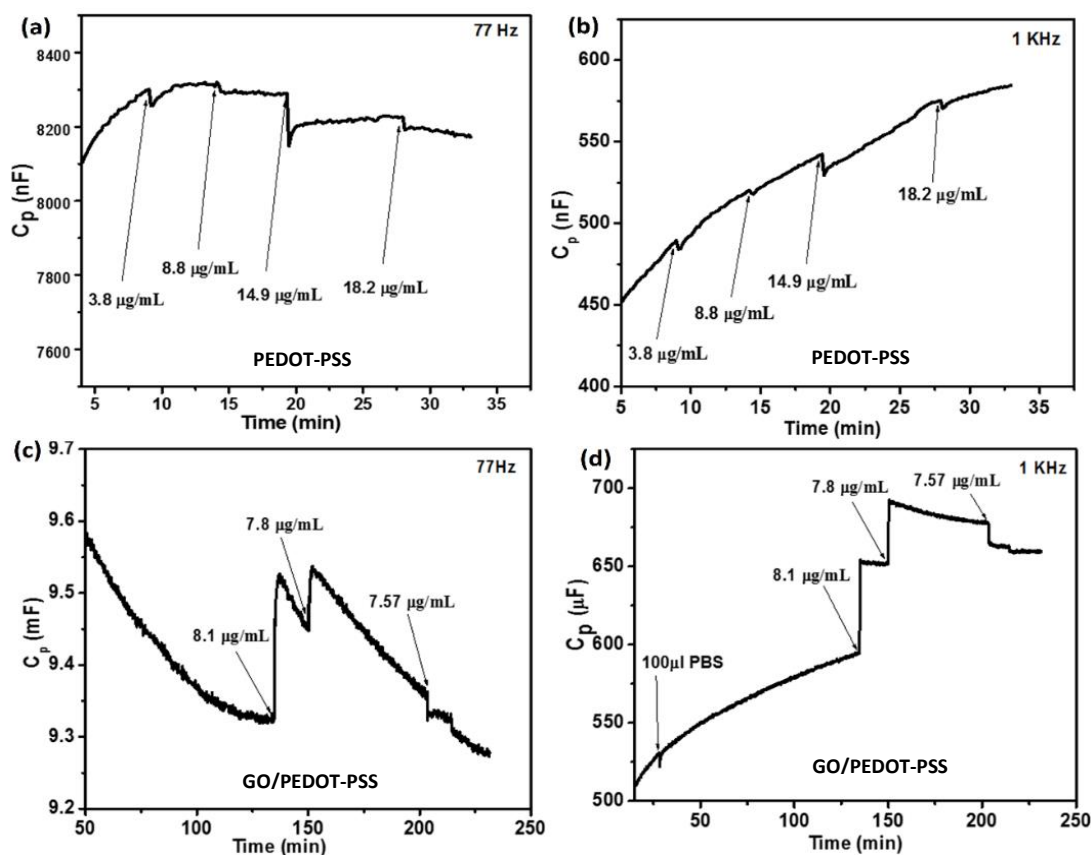 (a)
77 Hz
8400
8200
8000
7800
7600
Cp (nF)
3.8 µg/mL
8.8 µg/mL
14.9 µg/mL
18.2 µg/mL
PEDOT-PSS
5 10 15 20 25 30 35
Time (min)
(b)
1 KHz
600
550
500
450
400
Cp (nF)
3.8 µg/mL
8.8 µg/mL
14.9 µg/mL
18.2 µg/mL
PEDOT-PSS
5 10 15 20 25 30 35
Time (min)
(c)
77Hz
9.7
9.6
9.5
9.4
9.3
9.2
Cp (mF)
8.1 µg/mL
7.8 µg/mL
7.57 µg/mL
GO/PEDOT-PSS
50 100 150 200 250
Time (min)
(d)
1 KHz
700
650
600
550
500
Cp (µF)
100µl PBS
8.1 µg/mL
7.8 µg/mL
7.57 µg/mL
GO/PEDOT-PSS
50 100 150 200 250
Time (min)